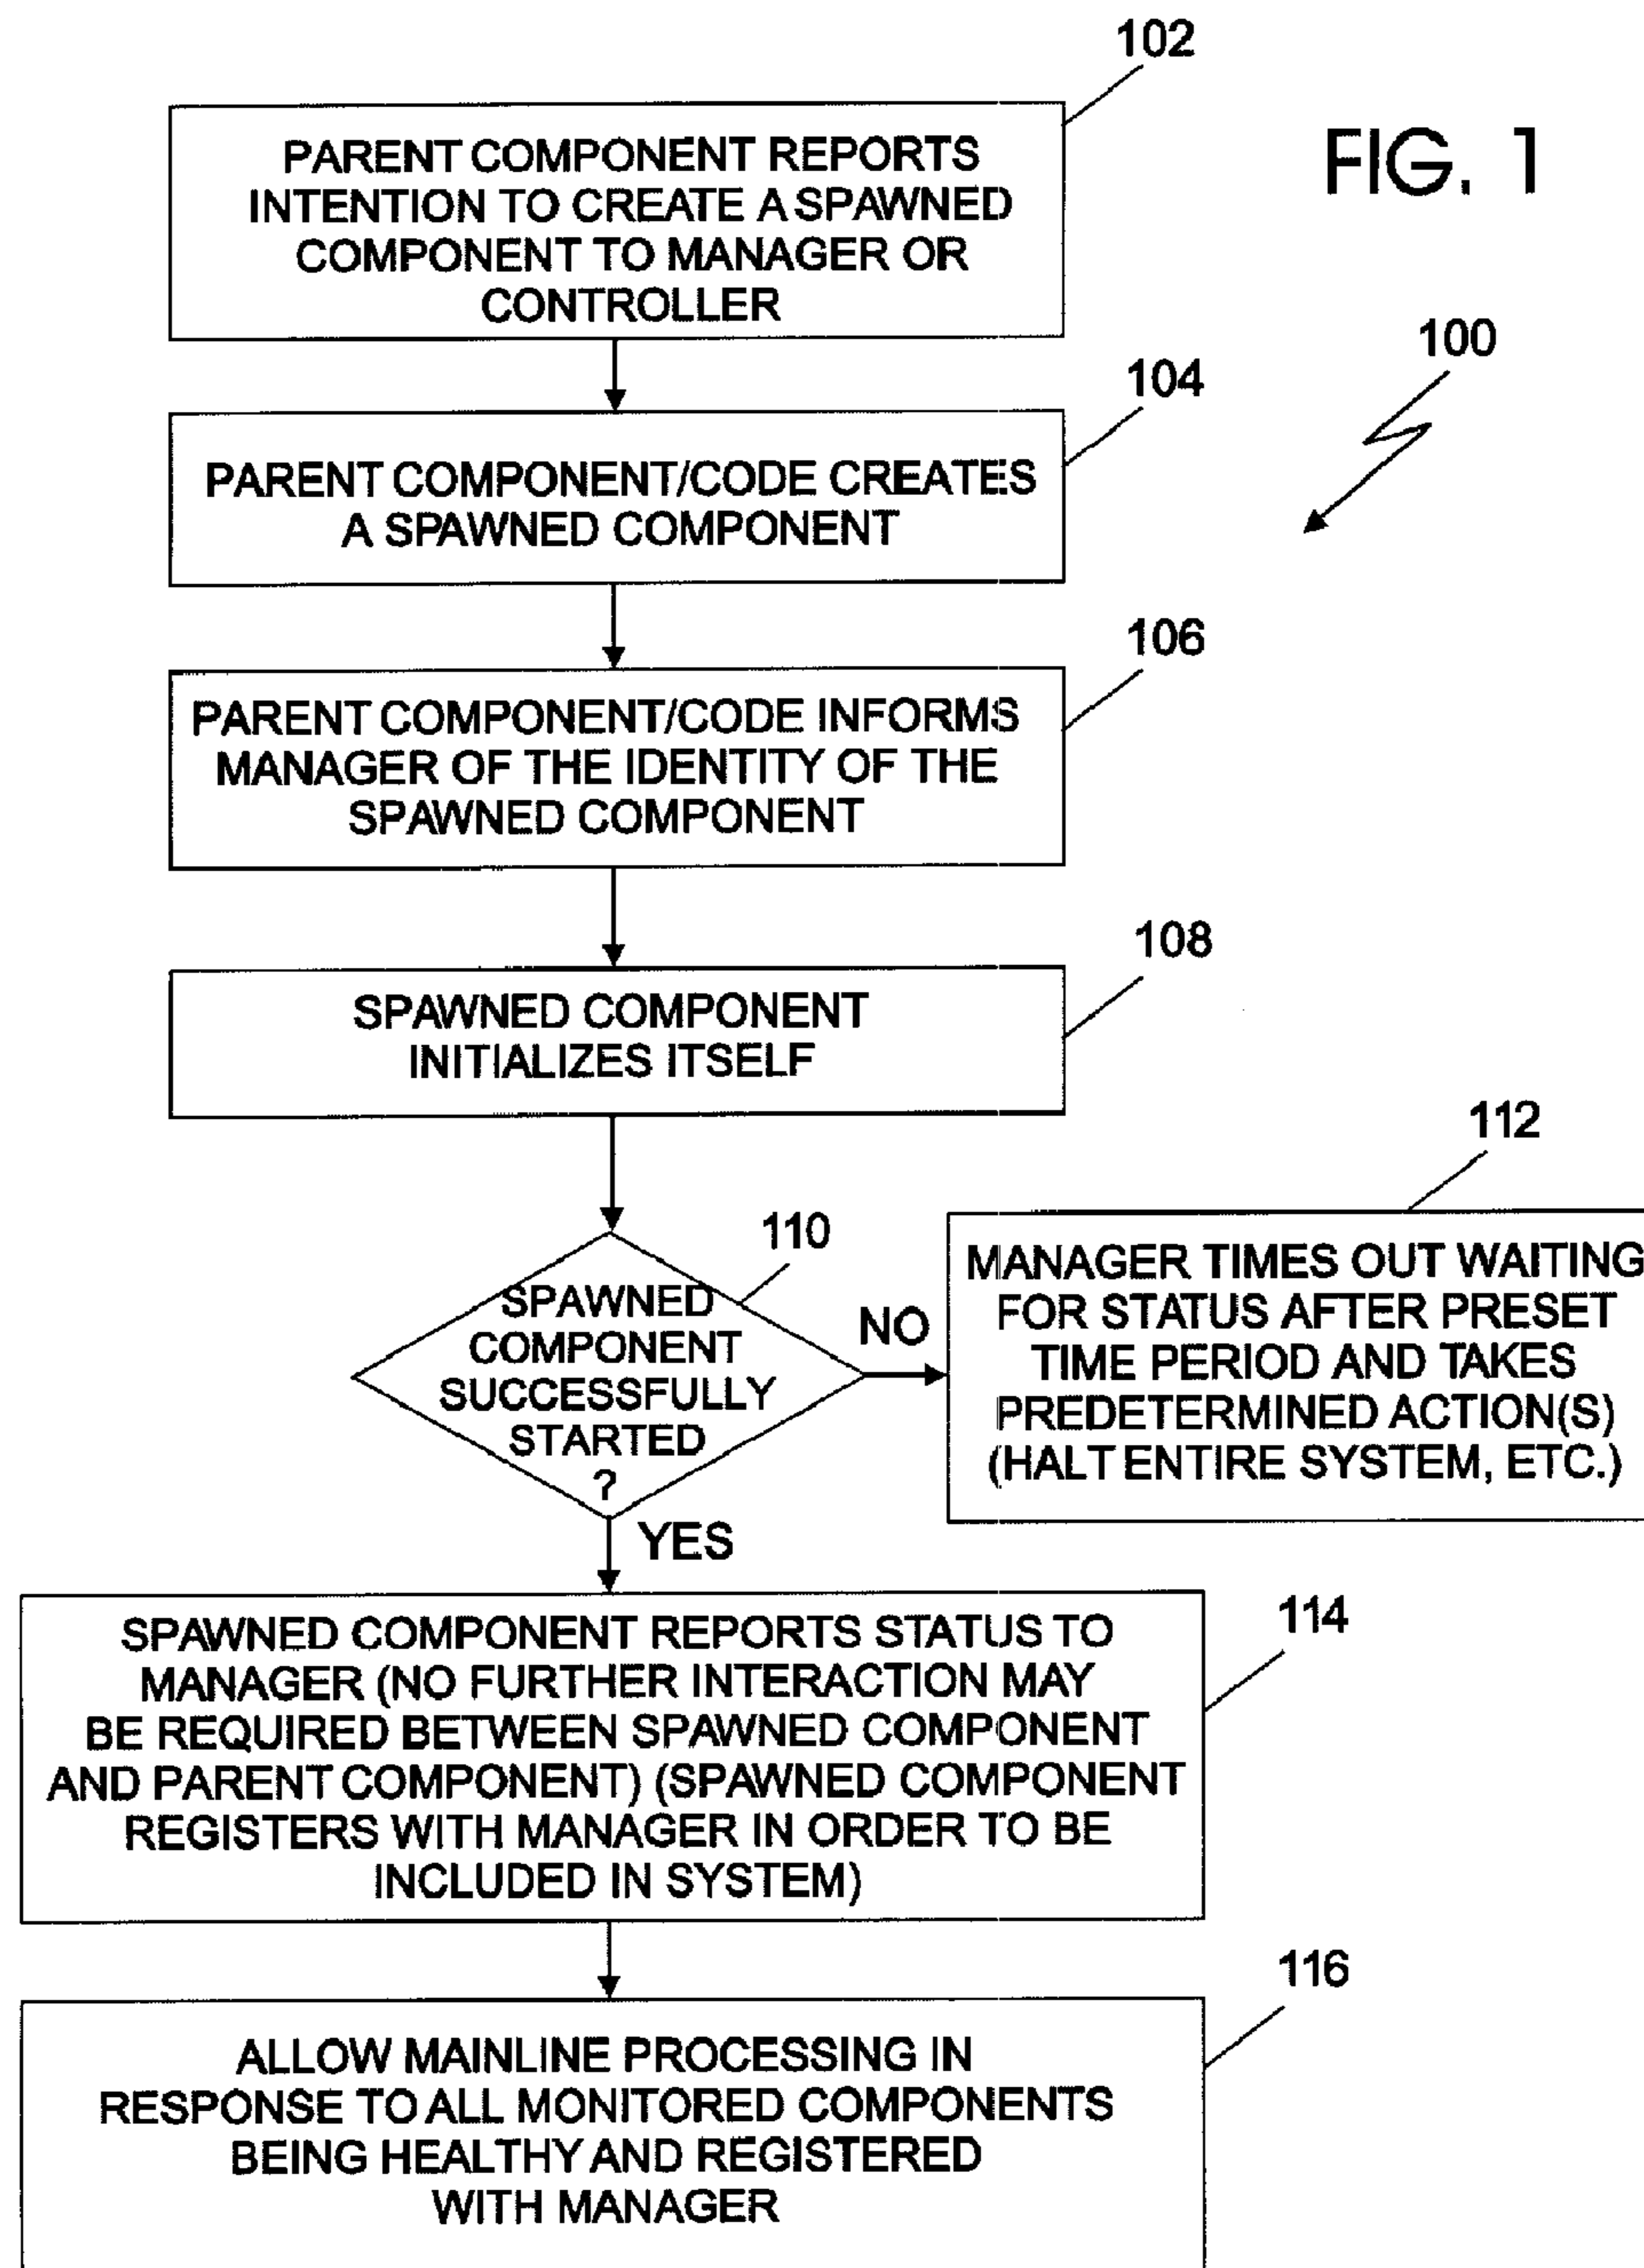 102
FIG. 1
PARENT COMPONENT REPORTS
INTENTION TO CREATE A SPAWNED
COMPONENT TO MANAGER OR
CONTROLLER
100
104
PARENT COMPONENT/CODE CREATES
A SPAWNED COMPONENT
106
PARENT COMPONENT/CODE INFORMS
MANAGER OF THE IDENTITY OF THE
SPAWNED COMPONENT
108
SPAWNED COMPONENT
INITIALIZES ITSELF
110
SPAWNED
COMPONENT
SUCCESSFULLY
STARTED
?
NO
112
MANAGER TIMES OUT WAITING
FOR STATUS AFTER PRESET
TIME PERIOD AND TAKES
PREDETERMINED ACTION(S)
(HALT ENTIRE SYSTEM, ETC.)
YES
114
SPAWNED COMPONENT REPORTS STATUS TO
MANAGER (NO FURTHER INTERACTION MAY
BE REQUIRED BETWEEN SPAWNED COMPONENT
AND PARENT COMPONENT) (SPAWNED COMPONENT
REGISTERS WITH MANAGER IN ORDER TO BE
INCLUDED IN SYSTEM)
116
ALLOW MAINLINE PROCESSING IN
RESPONSE TO ALL MONITORED COMPONENTS
BEING HEALTHY AND REGISTERED
WITH MANAGER